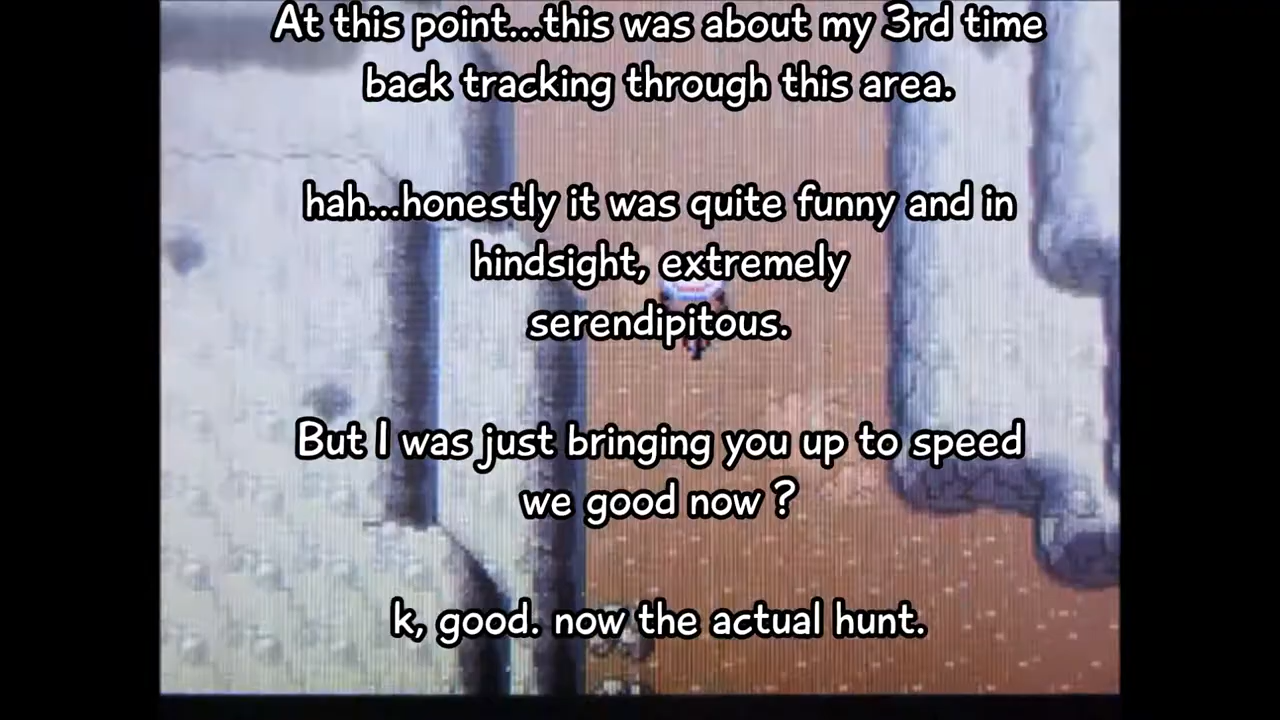 At this point...this was about my 3rd time
back tracking through this area.
hah...honestly it was quite funny and in
hindsight, extremely
serendipitous.
But I was just bringing you up to speed
we good now ?
k, good. now the actual hunt.